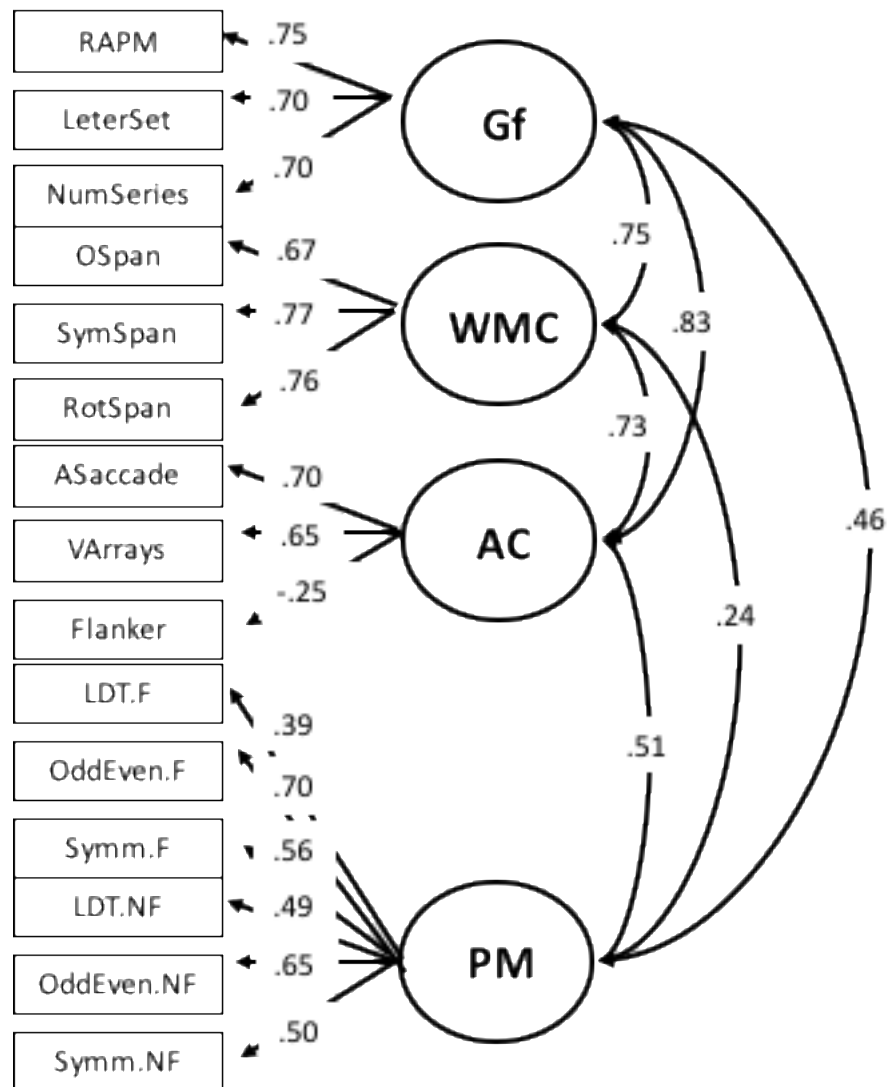 RAPM
.75
LeterSet
.70
Gf
NumSeries
.70
OSpan
.67
.75
SymSpan
.77
WMC
.83
RotSpan
.76
.73
ASaccade
.70
VArrays
.65
AC
.46
Flanker
-.25
.24
LDT.F
.39
.51
OddEven.F
.70
Symm.F
.56
LDT.NF
.49
OddEven.NF
.65
PM
Symm.NF
.50